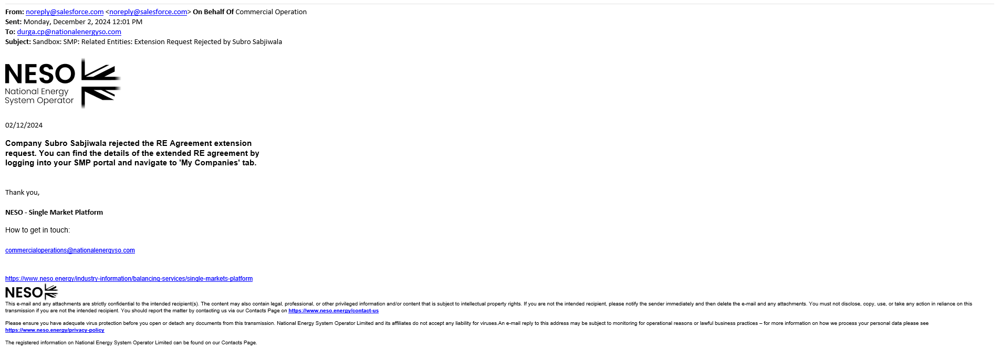 From: noreply@salesforce.com <noreply@salesforce.com> On Behalf Of Commercial Operation
Sent: Monday, December 2, 2024 12:01 PM
To: durga.cp@nationalenergyso.com
Subject: Sandbox: SMP: Related Entities: Extension Request Rejected by Subro Sabjiwala
NESO
National Energy
System Operator
02/12/2024
Company Subro Sabjiwala rejected the RE Agreement extension
request. You can find the details of the extended RE agreement by
logging into your SMP portal and navigate to 'My Companies' tab.
Thank you,
NESO - Single Market Platform
How to get in touch:
commercialoperations@nationalenergyso.com
https://www.neso.energy/industry-information/balancing-services/single-markets-platform
NESO
This e-mail and any attachments are strictly confidential to the intended recipient(s). The content may also contain legal, professional, or other privileged information and/or content that is subject to intellectual property rights. If you are not the intended recipient, please notify the sender immediately and then delete the e-mail and any attachments. You must not disclose, copy, use, or take any action in reliance on this
transmission if you are not the intended recipient. You should report the matter by contacting us via our Contacts Page on https://www.neso.energy/contact-us
Please ensure you have adequate virus protection before you open or detach any documents from this transmission. National Energy System Operator Limited and its affiliates do not accept any liability for viruses.An e-mail reply to this address may be subject to monitoring for operational reasons or lawful business practices – for more information on how we process your personal data please see
https://www.neso.energy/privacy-policy
The registered information on National Energy System Operator Limited can be found on our Contacts Page.